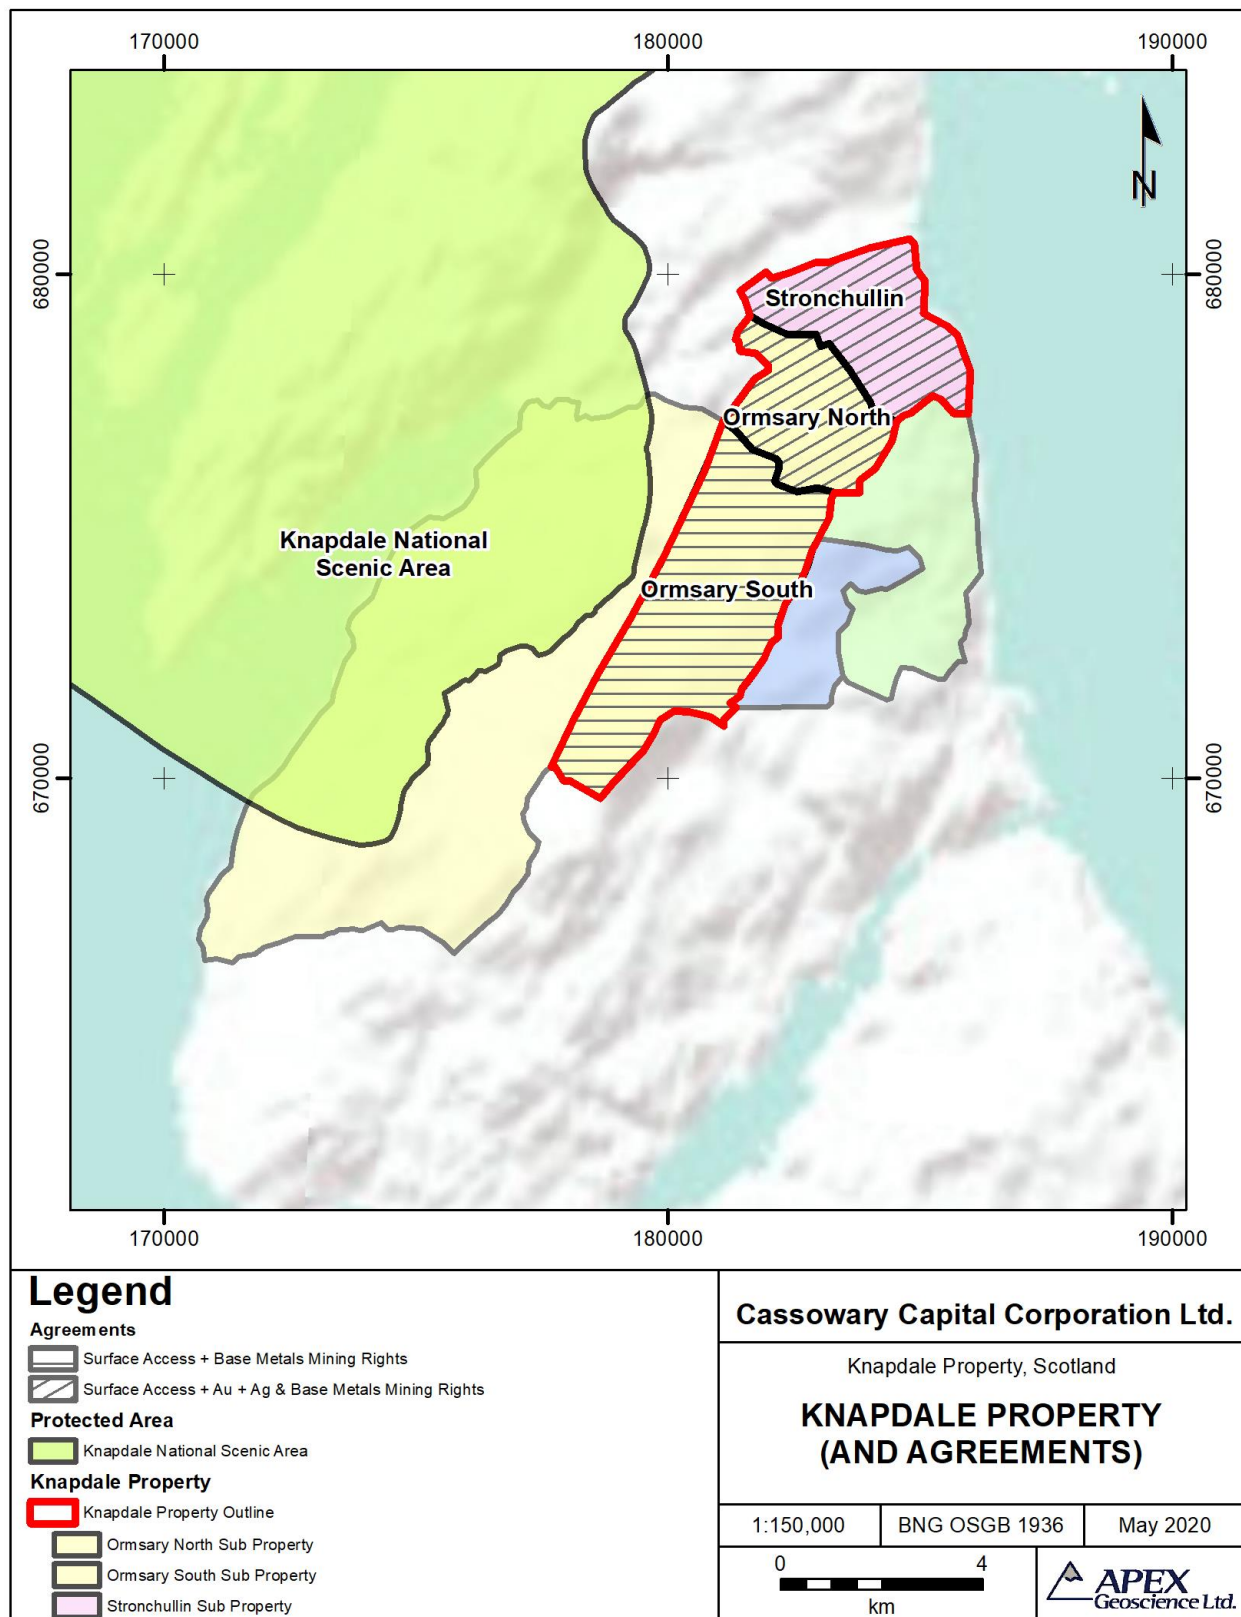 170000
180000
190000
N
680000
680000
Stronchullin
Ormsary North
Knapdale National
Scenic Area
Ormsary South
670000
670000
170000
180000
190000
Legend
Agreements
Surface Access + Base Metals Mining Rights
Surface Access + Au + Ag & Base Metals Mining Rights
Protected Area
Knapdale National Scenic Area
Knapdale Property
Knapdale Property Outline
Ormsary North Sub Property
Ormsary South Sub Property
Stronchullin Sub Property
Cassowary Capital Corporation Ltd.
Knapdale Property, Scotland
KNAPDALE PROPERTY
(AND AGREEMENTS)
1:150,000
BNG OSGB 1936
May 2020
0
4
km
APEX
Geoscience Ltd.